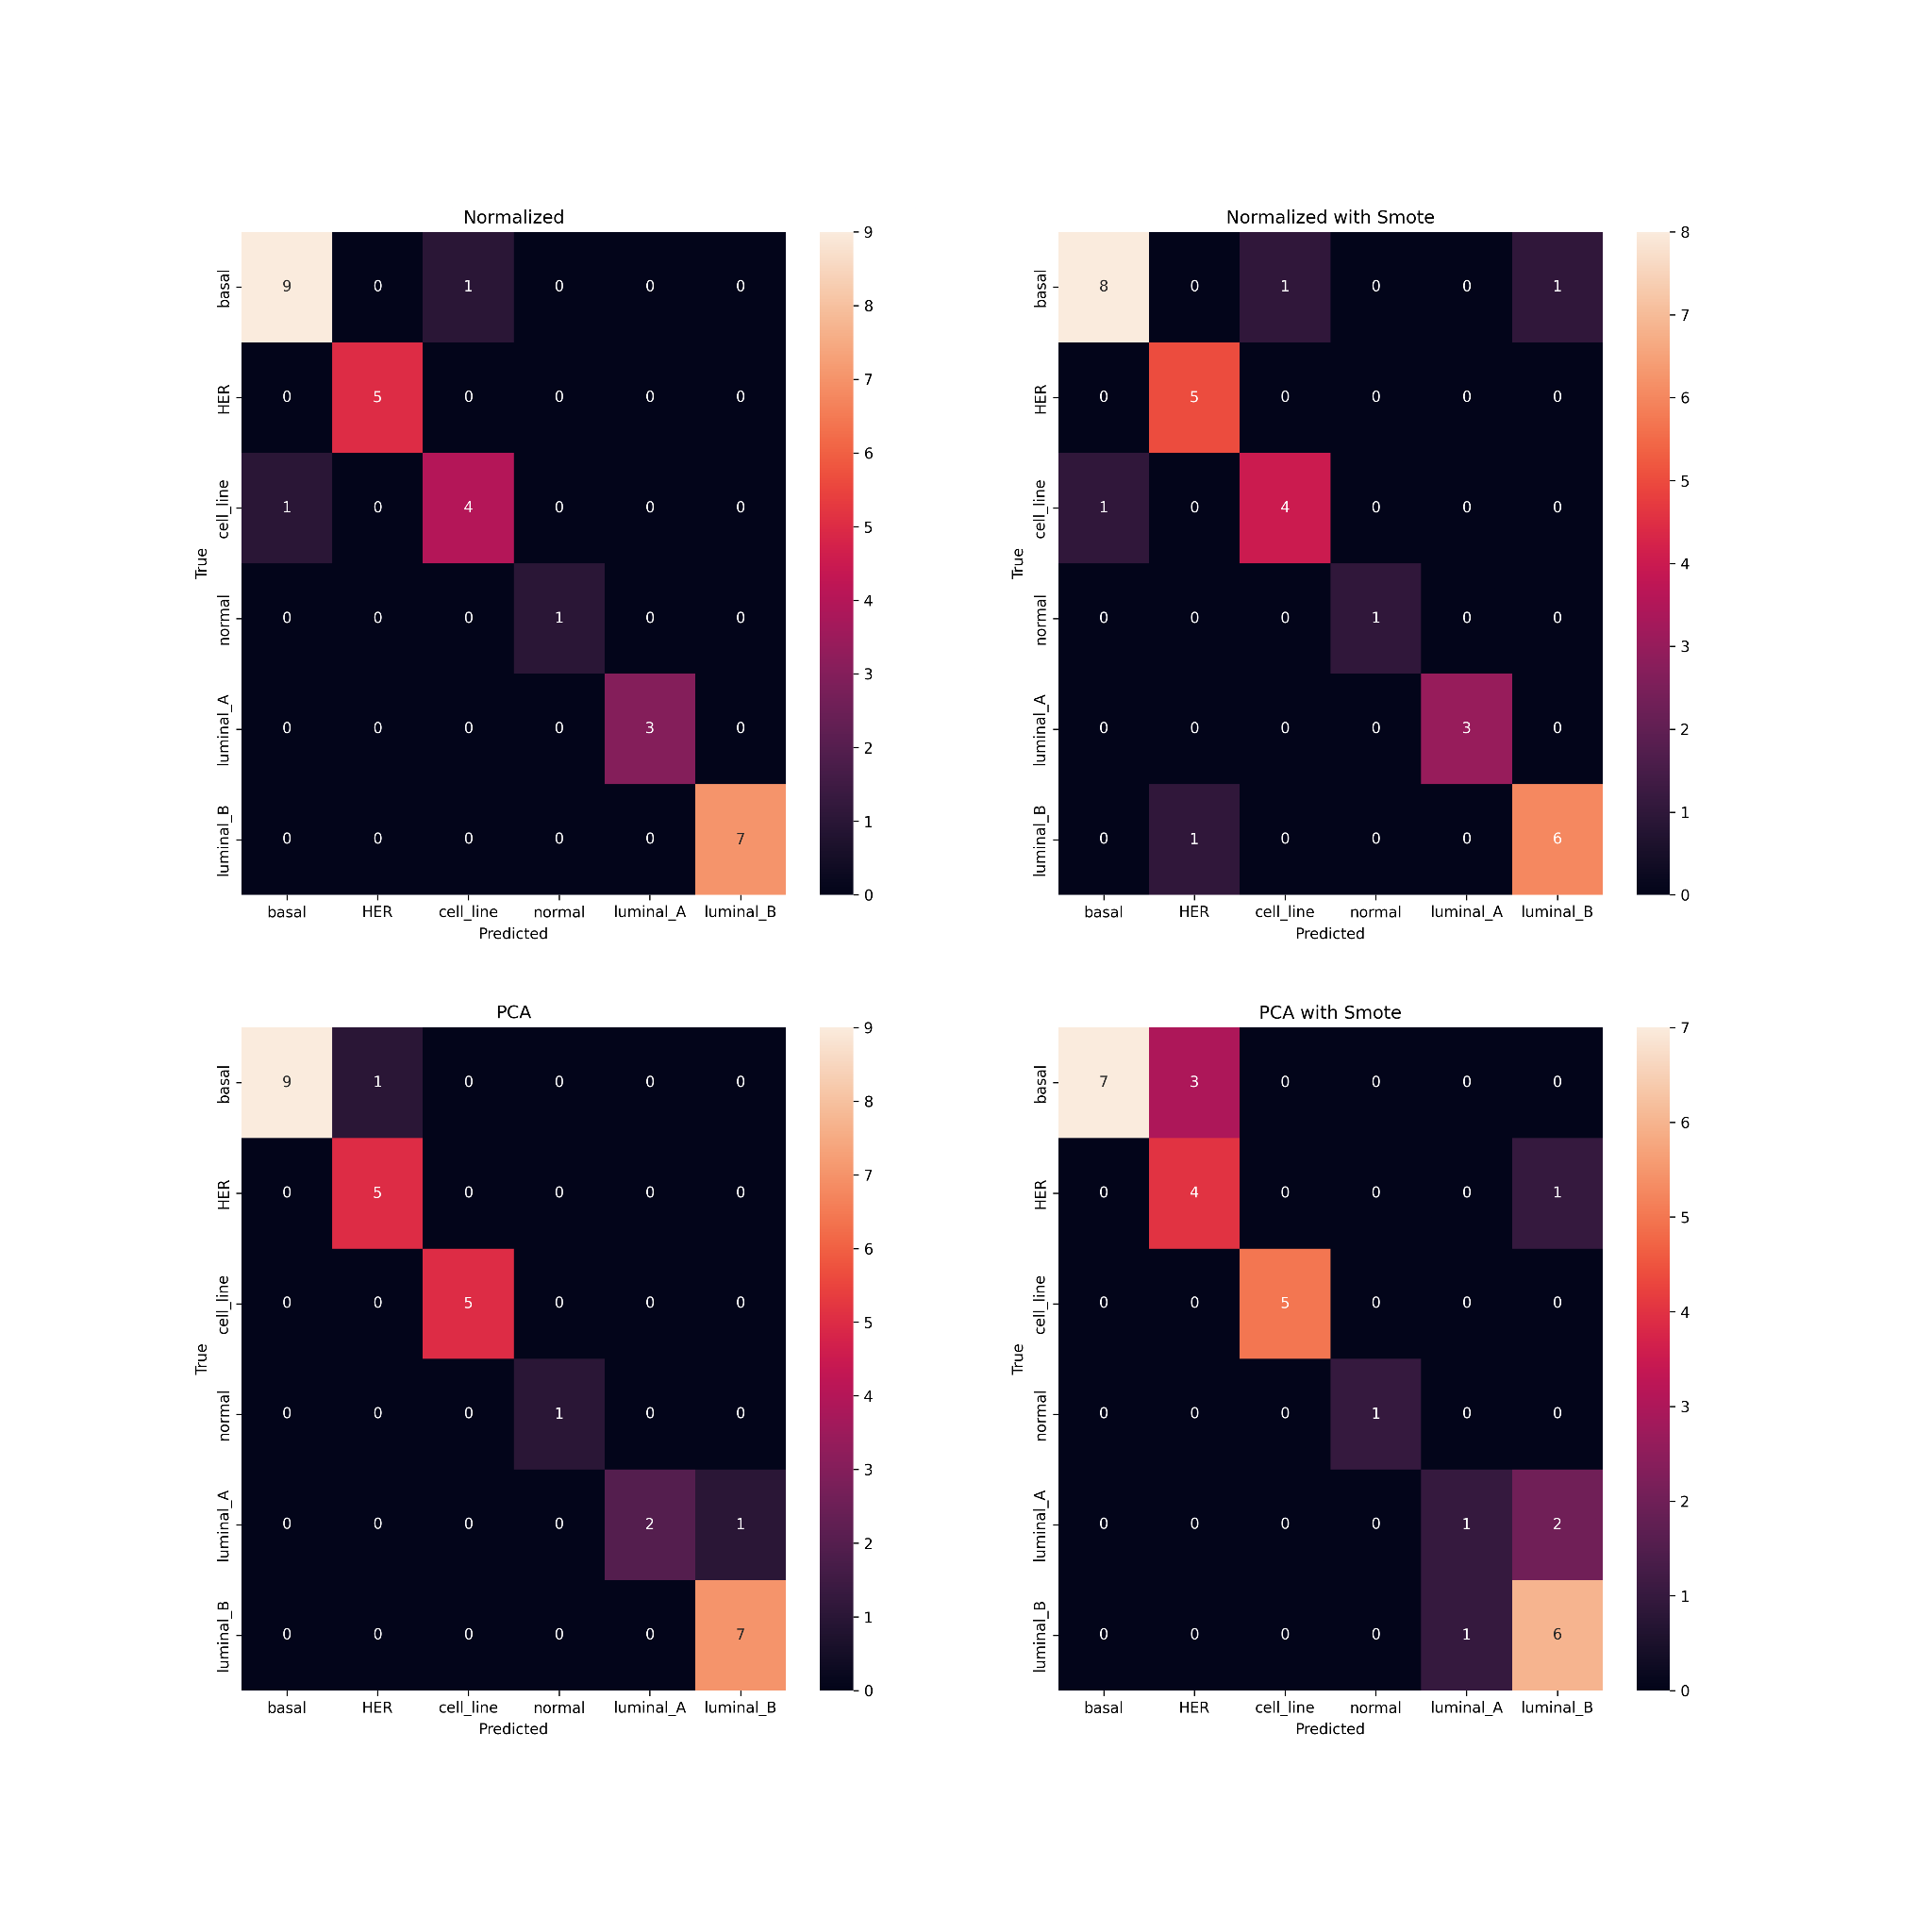 Normalized
basal 9 0 1 0 0 0
HER 0 5 0 0 0 0
cell_line 1 0 4 0 0 0
normal 0 0 0 1 0 0
luminal_A 0 0 0 0 3 0
luminal_B 0 0 0 0 0 7
True
basal HER cell_line normal luminal_A luminal_B
Predicted
9
8
7
6
5
4
3
2
1
0
Normalized with Smote
basal 8 0 1 0 0 1
HER 0 5 0 0 0 0
cell_line 1 0 4 0 0 0
normal 0 0 0 1 0 0
luminal_A 0 0 0 0 3 0
luminal_B 0 1 0 0 0 6
True
basal HER cell_line normal luminal_A luminal_B
Predicted
8
7
6
5
4
3
2
1
0
PCA
basal 9 1 0 0 0 0
HER 0 5 0 0 0 0
cell_line 0 0 5 0 0 0
normal 0 0 0 1 0 0
luminal_A 0 0 0 0 2 1
luminal_B 0 0 0 0 0 7
True
basal HER cell_line normal luminal_A luminal_B
Predicted
9
8
7
6
5
4
3
2
1
0
PCA with Smote
basal 7 3 0 0 0 0
HER 0 4 0 0 0 1
cell_line 0 0 5 0 0 0
normal 0 0 0 1 0 0
luminal_A 0 0 0 0 1 2
luminal_B 0 0 0 0 1 6
True
basal HER cell_line normal luminal_A luminal_B
Predicted
7
6
5
4
3
2
1
0